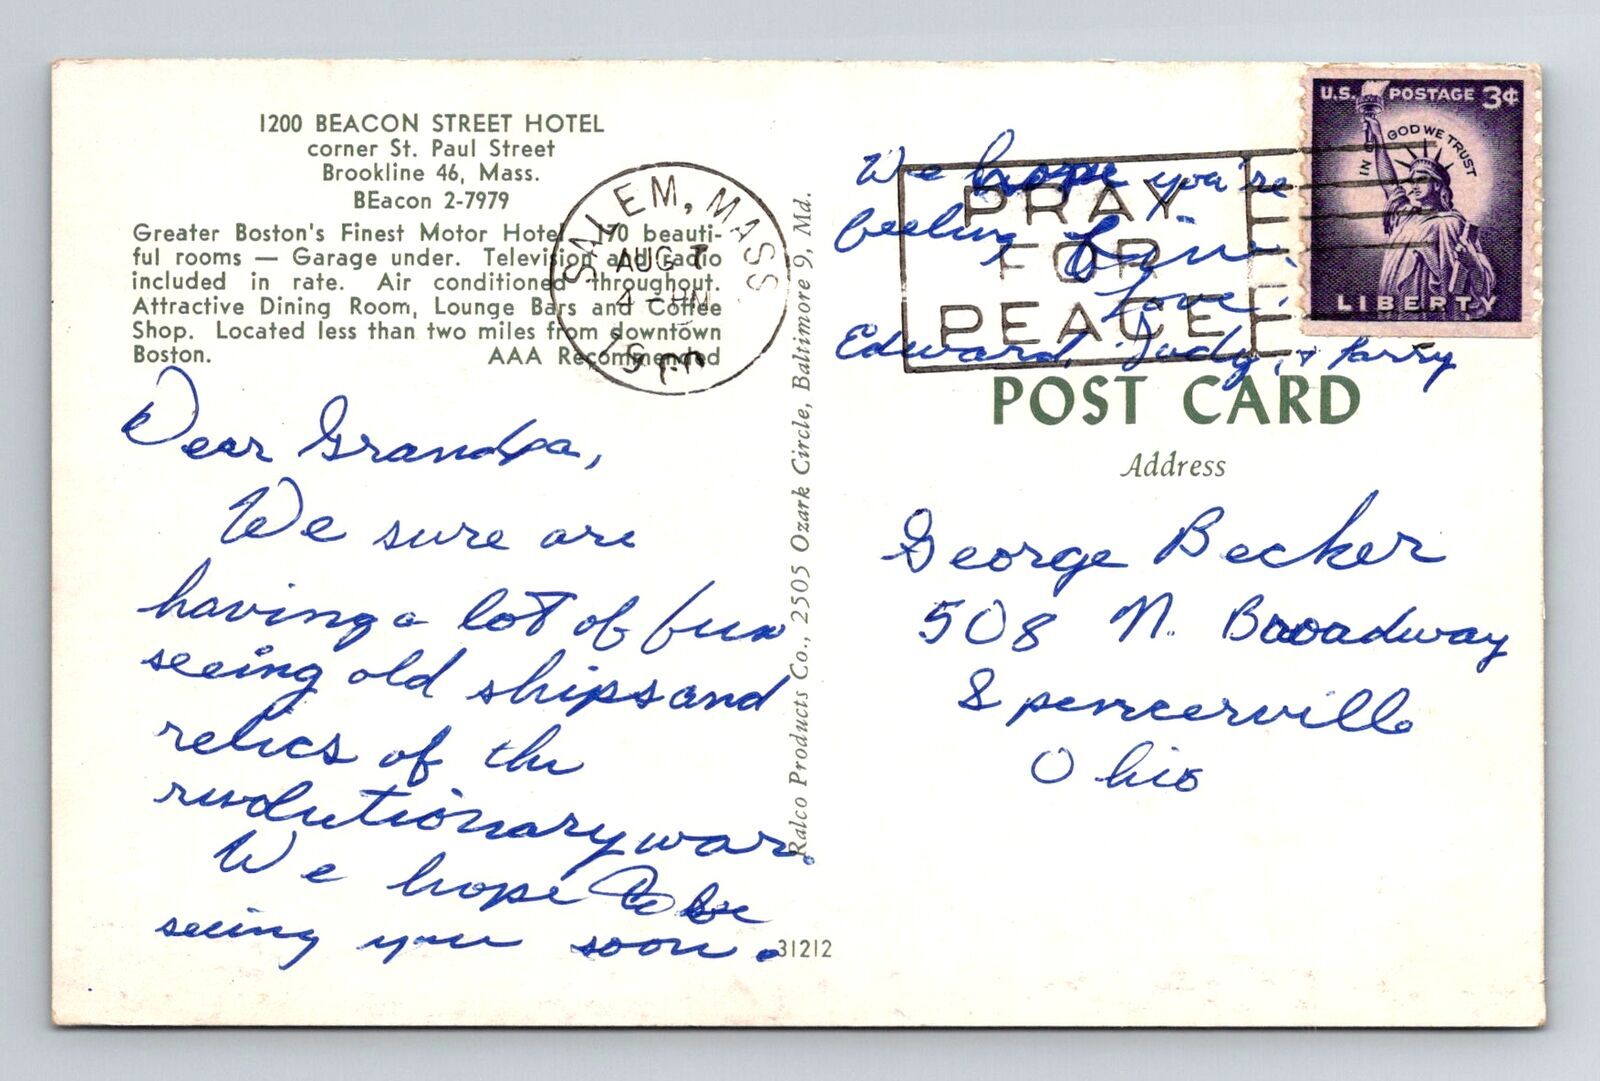 1200 BEACON STREET HOTEL
corner St. Paul Street
Brookline 46, Mass.
BEacon 2-7979
Greater Boston's Finest Motor Hotel 170 beauti-
ful rooms — Garage under. Television and radio
included in rate. Air conditioned throughout.
Attractive Dining Room, Lounge Bars and Coffee
Shop. Located less than two miles from downtown
Boston. AAA Recommended
SALEM, MASS
AUG 7
4 - PM
Dear Grandpa,
We sure are
having a lot of fun
seeing old ships and
relics of the
revolutionary war.
We hope to be
seeing you soon.
31212
Ralco Products Co., 2505 Ozark Circle, Baltimore 9, Md.
We hope you're
feeling fine.
Love,
Edward, Judy, + Larry
PRAY
FOR
PEACE
U.S. POSTAGE 3¢
IN GOD WE TRUST
LIBERTY
POST CARD
Address
George Becker
508 N. Broadway
Spencerville
Ohio